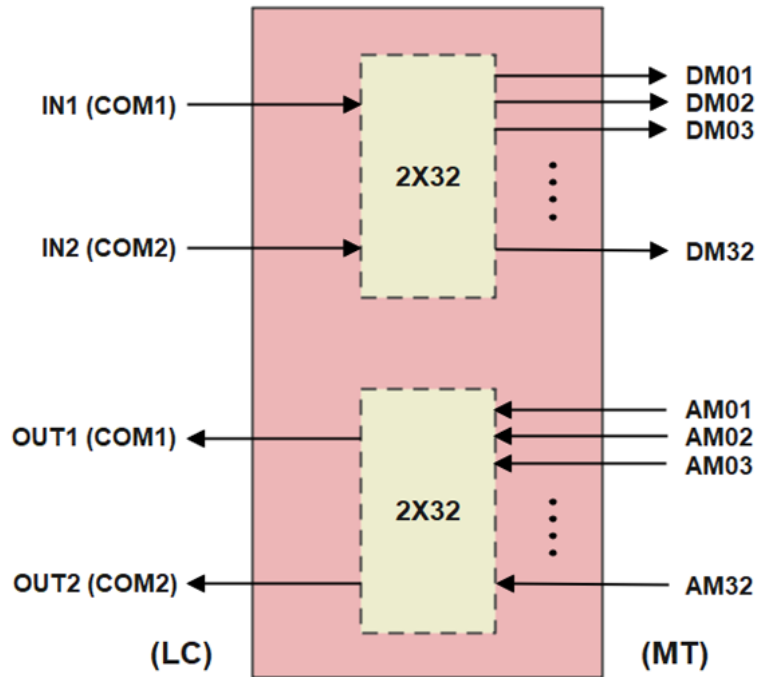 IN1 (COM1)
IN2 (COM2)
2X32
DM01
DM02
DM03
DM32
OUT1 (COM1)
OUT2 (COM2)
2X32
AM01
AM02
AM03
AM32
(LC)
(MT)